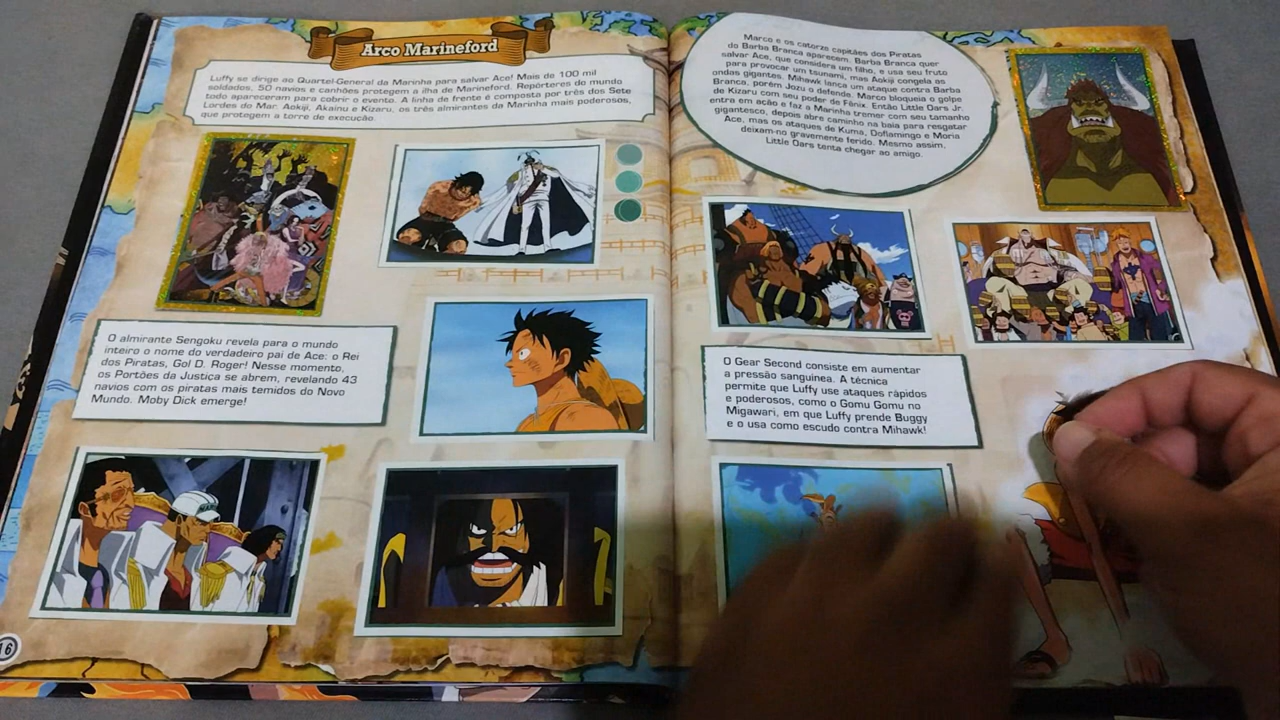 Arco Marineford
Luffy se dirige ao Quartel-General da Marinha para salvar Ace! Mais de 100 mil
soldados, 50 navios e canhões protegem a ilha de Marineford. Repórteres do mundo
todo apareceram para cobrir o evento. A linha de frente é composta por três dos Sete
Lordes do Mar. Aokiji, Akainu e Kizaru, os três almirantes da Marinha mais poderosos,
que protegem a torre de execução.
O almirante Sengoku revela para o mundo
inteiro o nome do verdadeiro pai de Ace: o Rei
dos Piratas, Gol D. Roger! Nesse momento,
os Portões da Justiça se abrem, revelando 43
navios com os piratas mais temidos do Novo
Mundo. Moby Dick emerge!
16
Marco e os catorze capitães dos Piratas
do Barba Branca aparecem. Barba Branca quer
salvar Ace, que considera um filho, e usa seu fruto
para provocar um tsunami, mas Aokiji congela as
ondas gigantes. Mihawk lança um ataque contra Barba
Branca, porém Jozu o defende. Marco bloqueia o golpe
de Kizaru com seu poder de Fênix. Então Little Oars Jr.
entra em ação e faz a Marinha tremer com seu tamanho
gigantesco, depois abre caminho na baía para resgatar
Ace, mas os ataques de Kuma, Doflamingo e Moria
deixam-no gravemente ferido. Mesmo assim,
Little Oars tenta chegar ao amigo.
O Gear Second consiste em aumentar
a pressão sanguínea. A técnica
permite que Luffy use ataques rápidos
e poderosos, como o Gomu Gomu no
Migawari, em que Luffy prende Buggy
e o usa como escudo contra Mihawk!